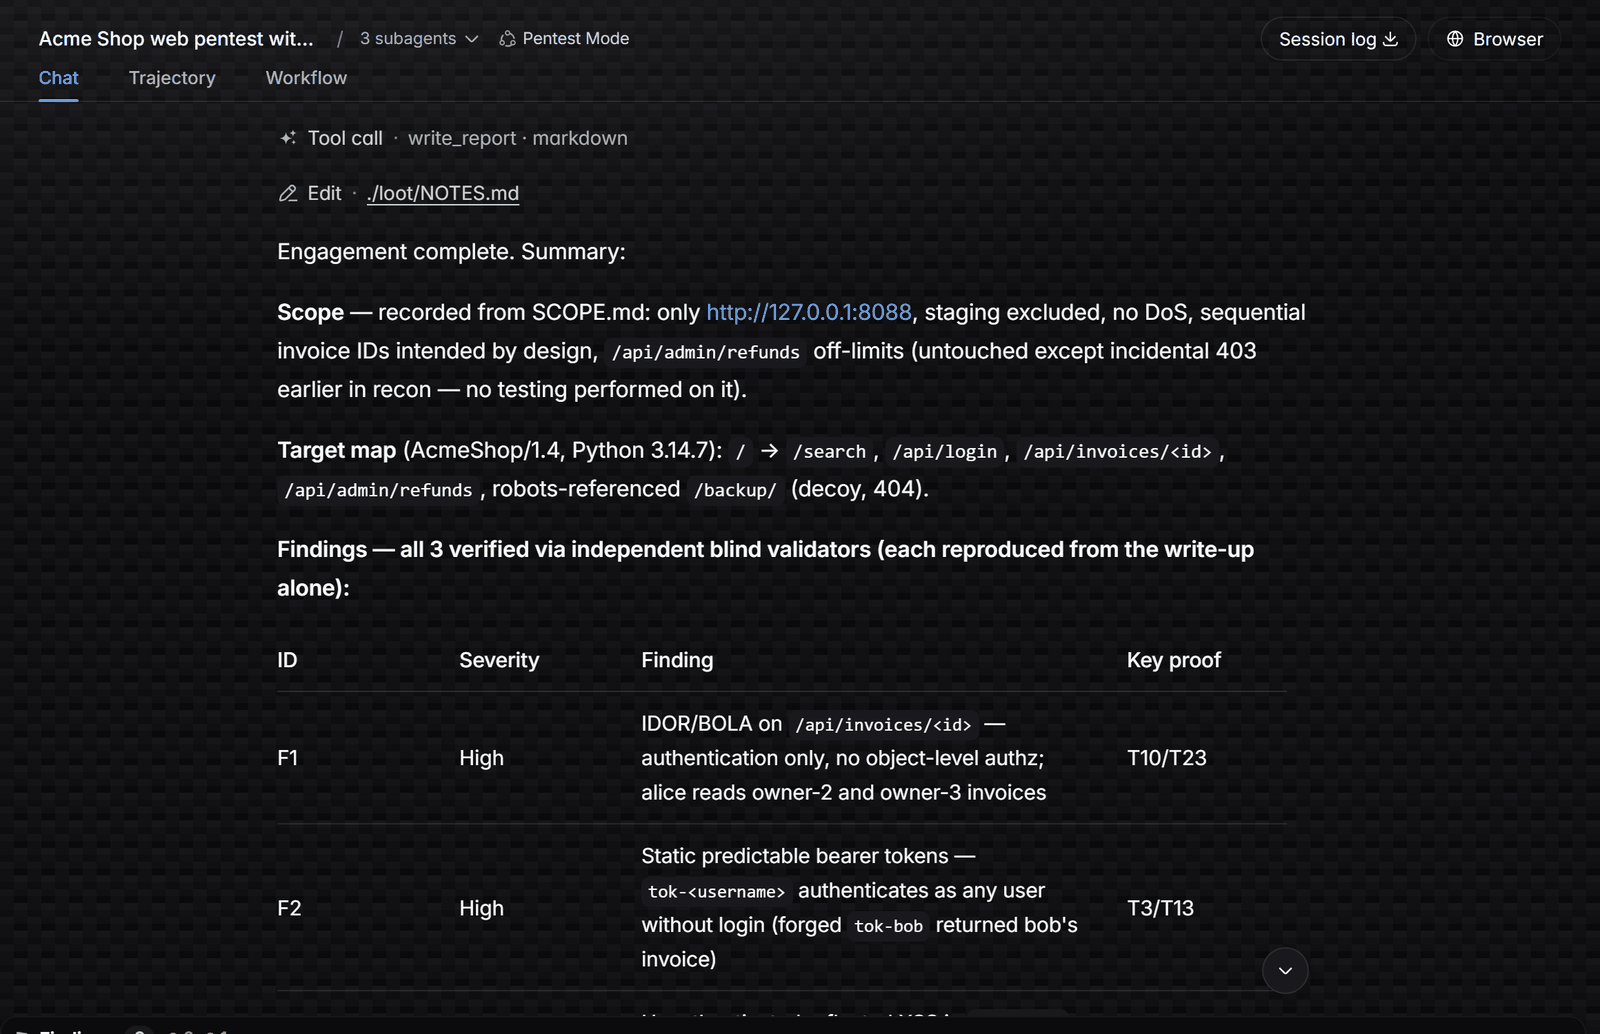 Acme Shop web pentest wit... / 3 subagents Pentest Mode
Session log Browser
Chat Trajectory Workflow
Tool call · write_report · markdown
Edit · ./loot/NOTES.md
Engagement complete. Summary:
Scope — recorded from SCOPE.md: only http://127.0.0.1:8088, staging excluded, no DoS, sequential
invoice IDs intended by design, /api/admin/refunds off-limits (untouched except incidental 403
earlier in recon — no testing performed on it).
Target map (AcmeShop/1.4, Python 3.14.7): / → /search , /api/login , /api/invoices/<id> ,
/api/admin/refunds , robots-referenced /backup/ (decoy, 404).
Findings — all 3 verified via independent blind validators (each reproduced from the write-up
alone):
ID Severity Finding Key proof
IDOR/BOLA on /api/invoices/<id> —
F1 High authentication only, no object-level authz; T10/T23
alice reads owner-2 and owner-3 invoices
Static predictable bearer tokens —
tok-<username> authenticates as any user
F2 High without login (forged tok-bob returned bob's T3/T13
invoice)